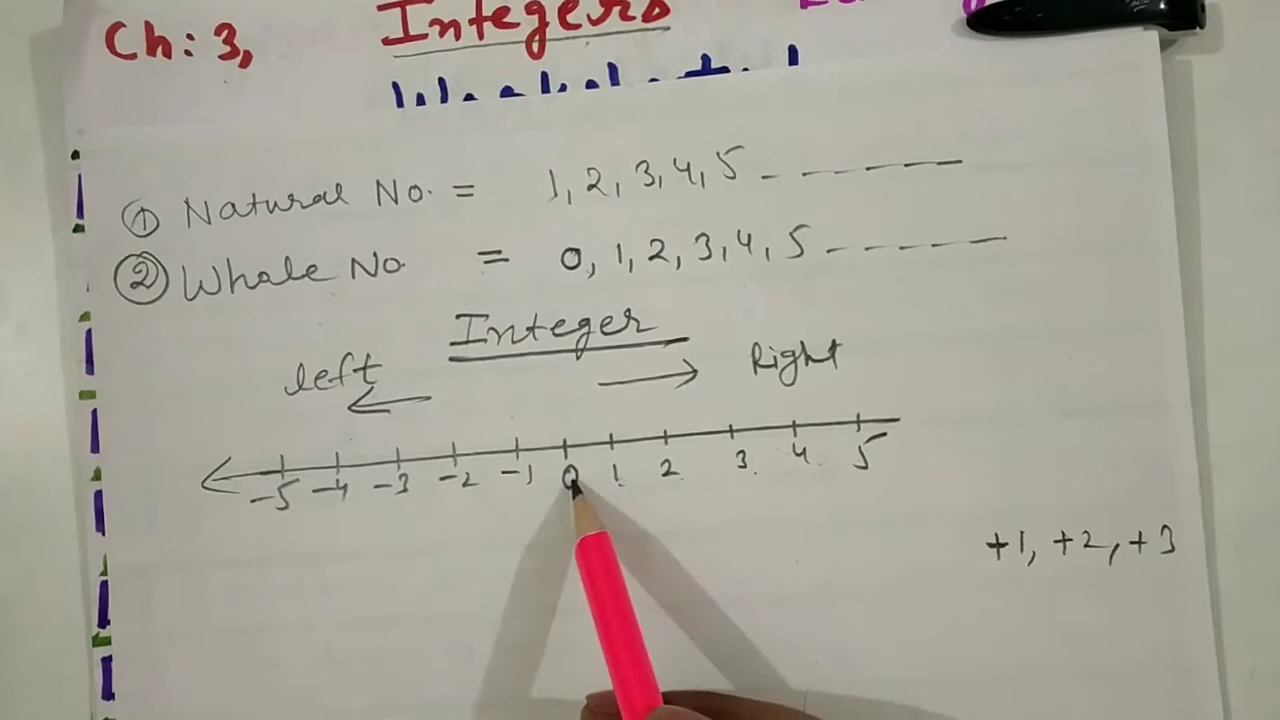 Ch: 3, Integers
① Natural No. = 1, 2, 3, 4, 5 - - - - - -
② Whole No = 0, 1, 2, 3, 4, 5 - - - - - -
Integer
left Right
-5 -4 -3 -2 -1 0 1 2 3 4 5
+1, +2, +3